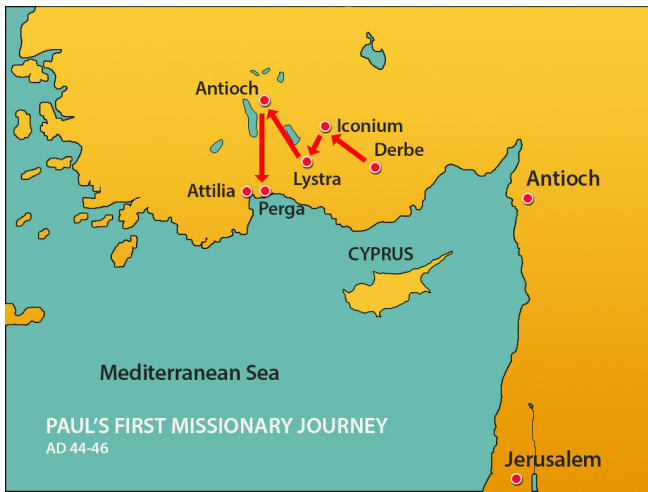 Antioch
Iconium
Derbe
Lystra
Attilia
Perga
Antioch
CYPRUS
Mediterranean Sea
PAUL'S FIRST MISSIONARY JOURNEY
AD 44-46
Jerusalem